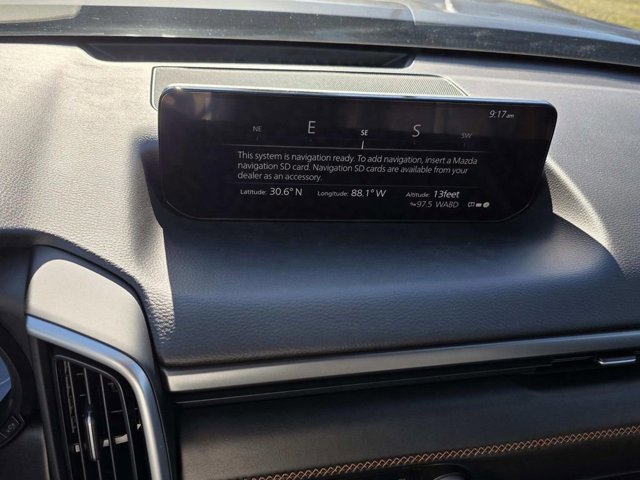 9:17 am
NE E SE S SW
This system is navigation ready. To add navigation, insert a Mazda
navigation SD card. Navigation SD cards are available from your
dealer as an accessory.
Latitude: 30.6° N Longitude: 88.1° W Altitude: 13feet
97.5 WABD